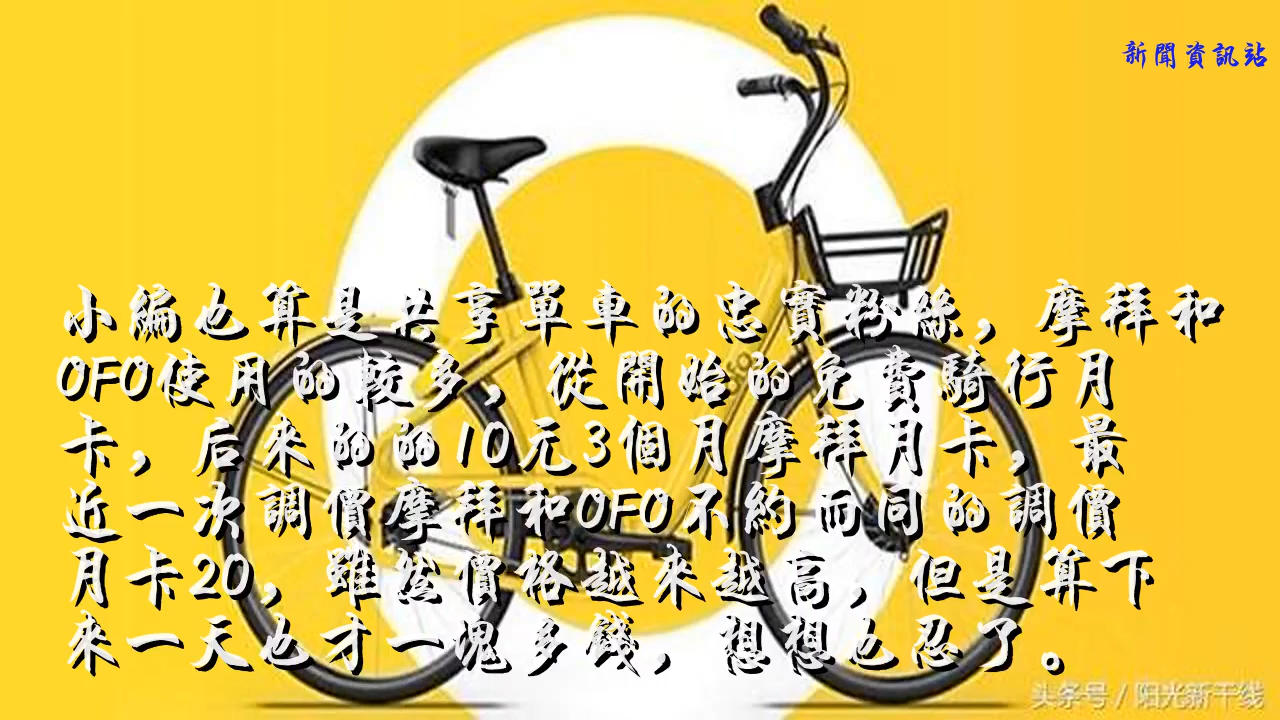 新聞資訊站
小編也算是共享單車的忠實粉絲，摩拜和
OFO使用的較多，從開始的免費騎行月
卡，后來的的10元3個月摩拜月卡，最
近一次調價摩拜和OFO不約而同的調價
月卡20，雖然價格越來越高，但是算下
來一天也才一塊多錢，想想也忍了。
头条号 / 阳光新干线